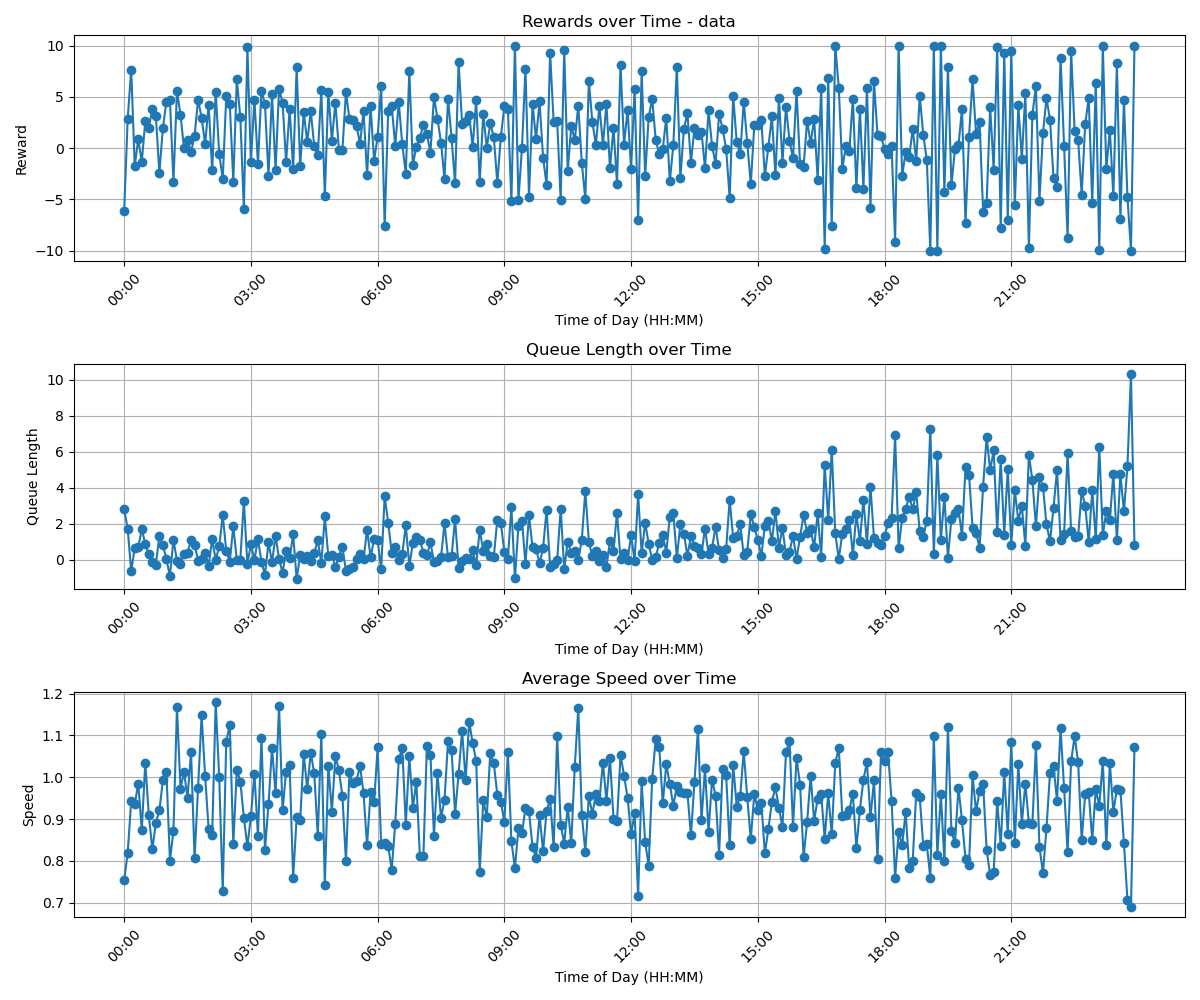 Rewards over Time - data
10
5
0
−5
−10
Reward
00:00 03:00 06:00 09:00 12:00 15:00 18:00 21:00
Time of Day (HH:MM)
Queue Length over Time
10
8
6
4
2
0
Queue Length
00:00 03:00 06:00 09:00 12:00 15:00 18:00 21:00
Time of Day (HH:MM)
Average Speed over Time
1.2
1.1
1.0
0.9
0.8
0.7
Speed
00:00 03:00 06:00 09:00 12:00 15:00 18:00 21:00
Time of Day (HH:MM)